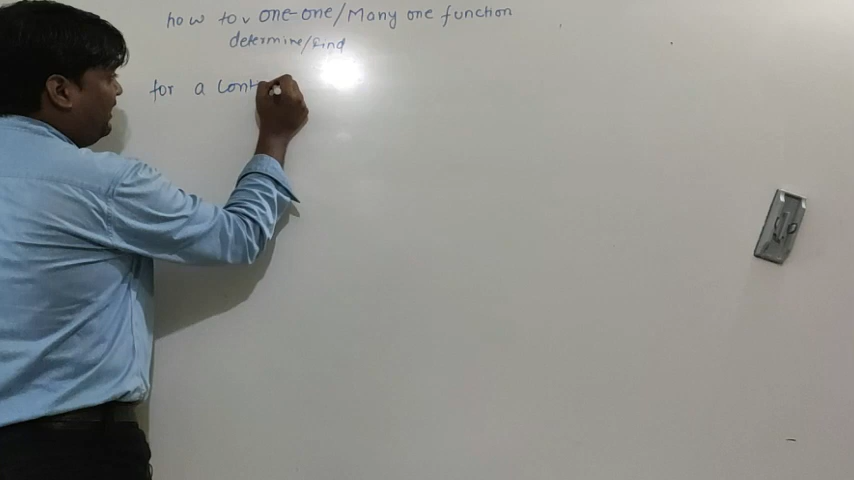 how to one-one/Many one function
determine/find
for a cont